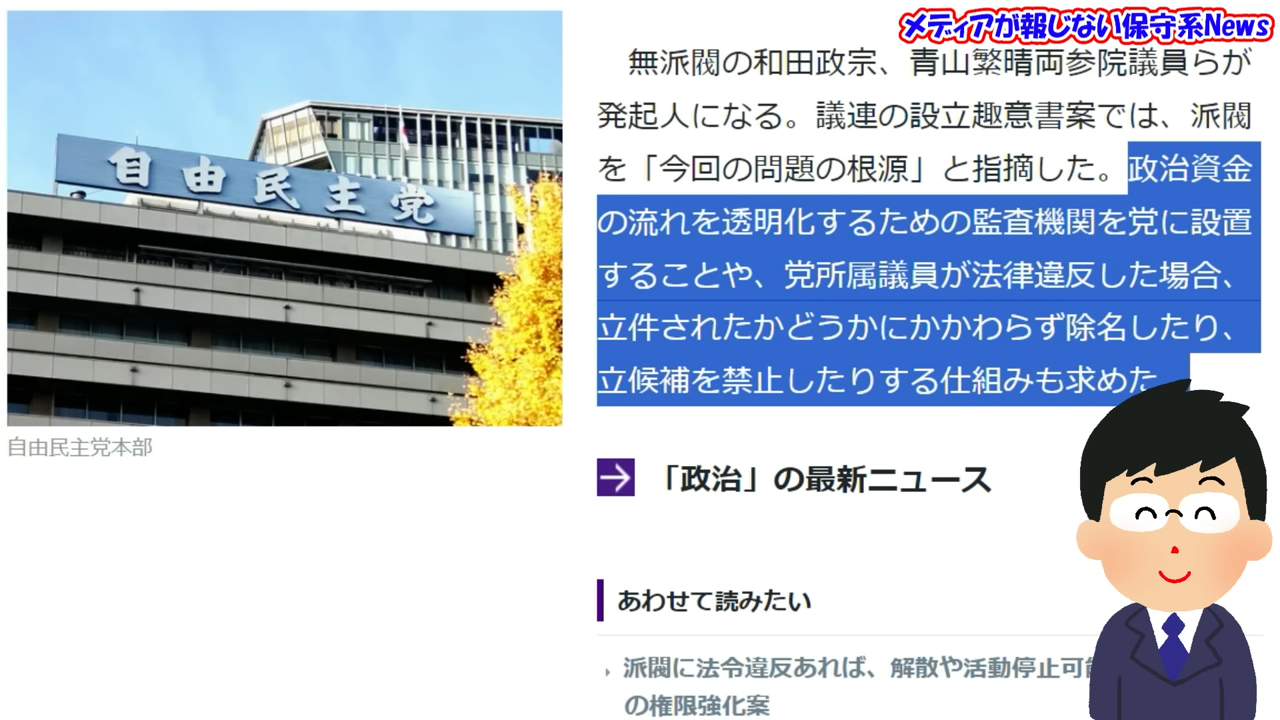 メディアが報じない保守系News
自由民主党
自由民主党本部
無派閥の和田政宗、青山繁晴両参院議員らが
発起人になる。議連の設立趣意書案では、派閥
を「今回の問題の根源」と指摘した。政治資金
の流れを透明化するための監査機関を党に設置
することや、党所属議員が法律違反した場合、
立件されたかどうかにかかわらず除名したり、
立候補を禁止したりする仕組みも求めた。
「政治」の最新ニュース
あわせて読みたい
派閥に法令違反あれば、解散や活動停止可
の権限強化案